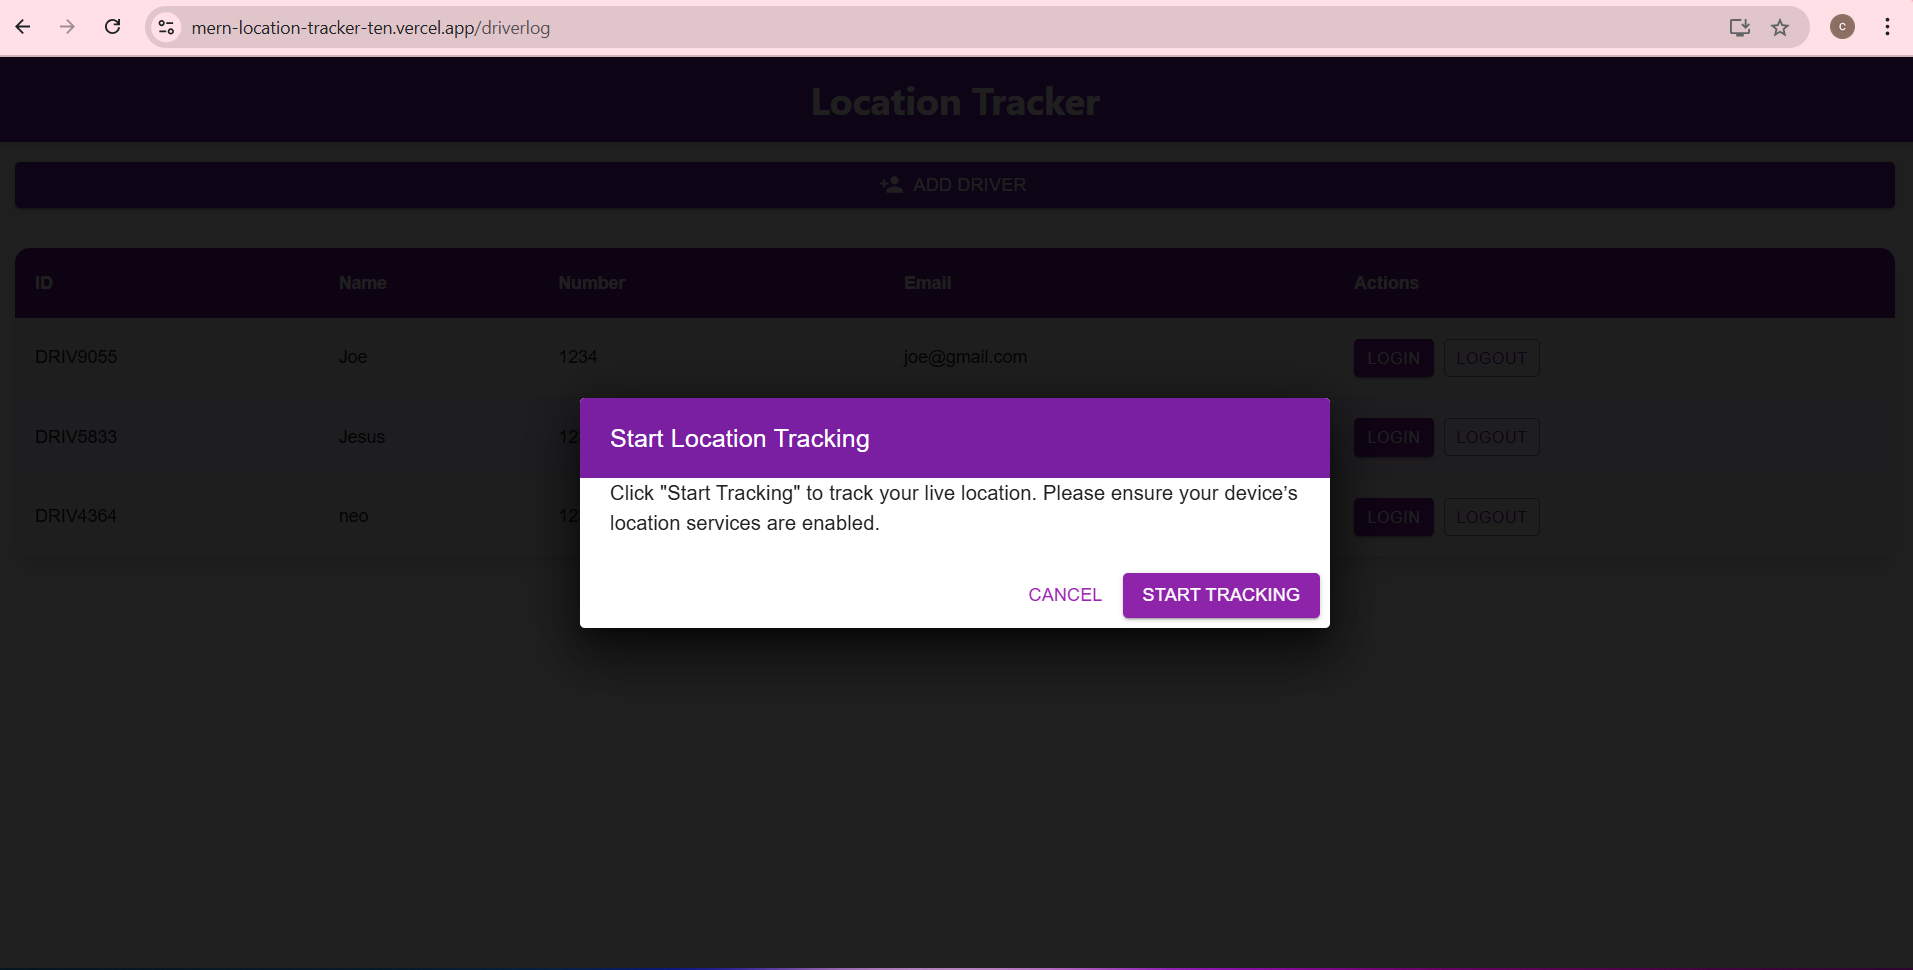 mern-location-tracker-ten.vercel.app/driverlog
C
Location Tracker
ADD DRIVER
ID Name Number Email Actions
DRIV9055 Joe 1234 joe@gmail.com LOGIN LOGOUT
DRIV5833 Jesus 12 LOGIN LOGOUT
DRIV4364 neo 12 LOGIN LOGOUT
Start Location Tracking
Click "Start Tracking" to track your live location. Please ensure your device’s
location services are enabled.
CANCEL START TRACKING